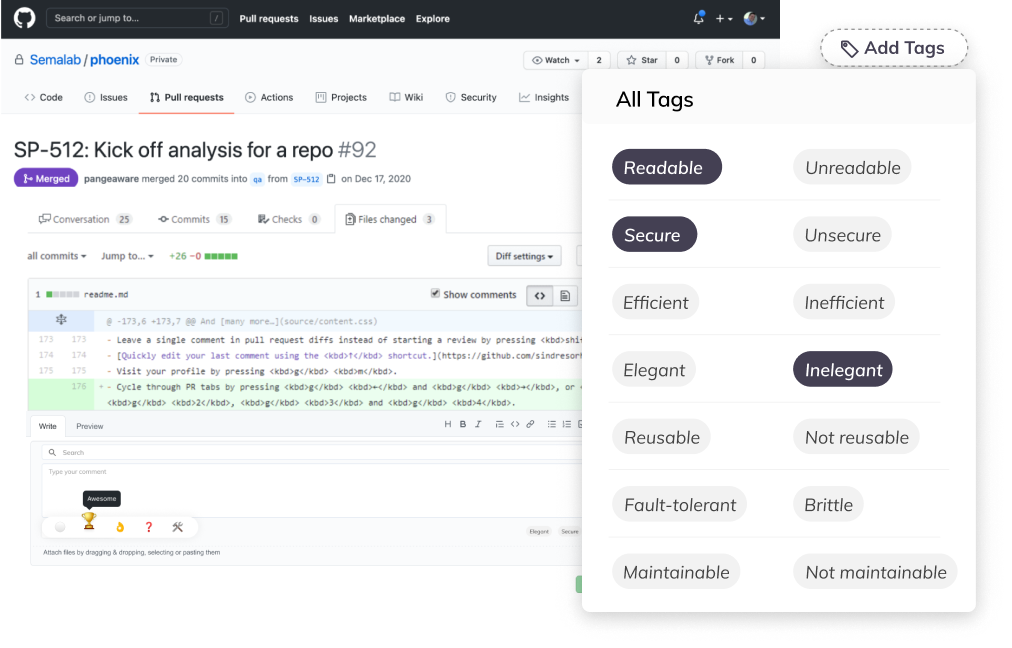 Search or jump to... /
Pull requests Issues Marketplace Explore
Semalab / phoenix Private
Watch 2 Star 0 Fork 0
Code Issues Pull requests Actions Projects Wiki Security Insights
SP-512: Kick off analysis for a repo #92
Merged pangeaware merged 20 commits into qa from SP-512 on Dec 17, 2020
Conversation 25 Commits 15 Checks 0 Files changed 3
all commits Jump to... +26 −0 Diff settings
1 readme.md Show comments
@ -173,6 +173,7 @@ And [many more…](source/content.css)
173 173 - Leave a single comment in pull request diffs instead of starting a review by pressing <kbd>shi
174 174 - [Quickly edit your last comment using the <kbd>↑</kbd> shortcut.](https://github.com/sindresorh
175 175 - Visit your profile by pressing <kbd>g</kbd> <kbd>m</kbd>.
176 + - Cycle through PR tabs by pressing <kbd>g</kbd> <kbd>←</kbd> and <kbd>g</kbd> <kbd>→</kbd>, or <
<kbd>g</kbd> <kbd>2</kbd>, <kbd>g</kbd> <kbd>3</kbd> and <kbd>g</kbd> <kbd>4</kbd>.
Write Preview H B I
Search
Type your comment
Awesome
Elegant Secure
Attach files by dragging & dropping, selecting or pasting them
Add Tags
All Tags
Readable Unreadable
Secure Unsecure
Efficient Inefficient
Elegant Inelegant
Reusable Not reusable
Fault-tolerant Brittle
Maintainable Not maintainable